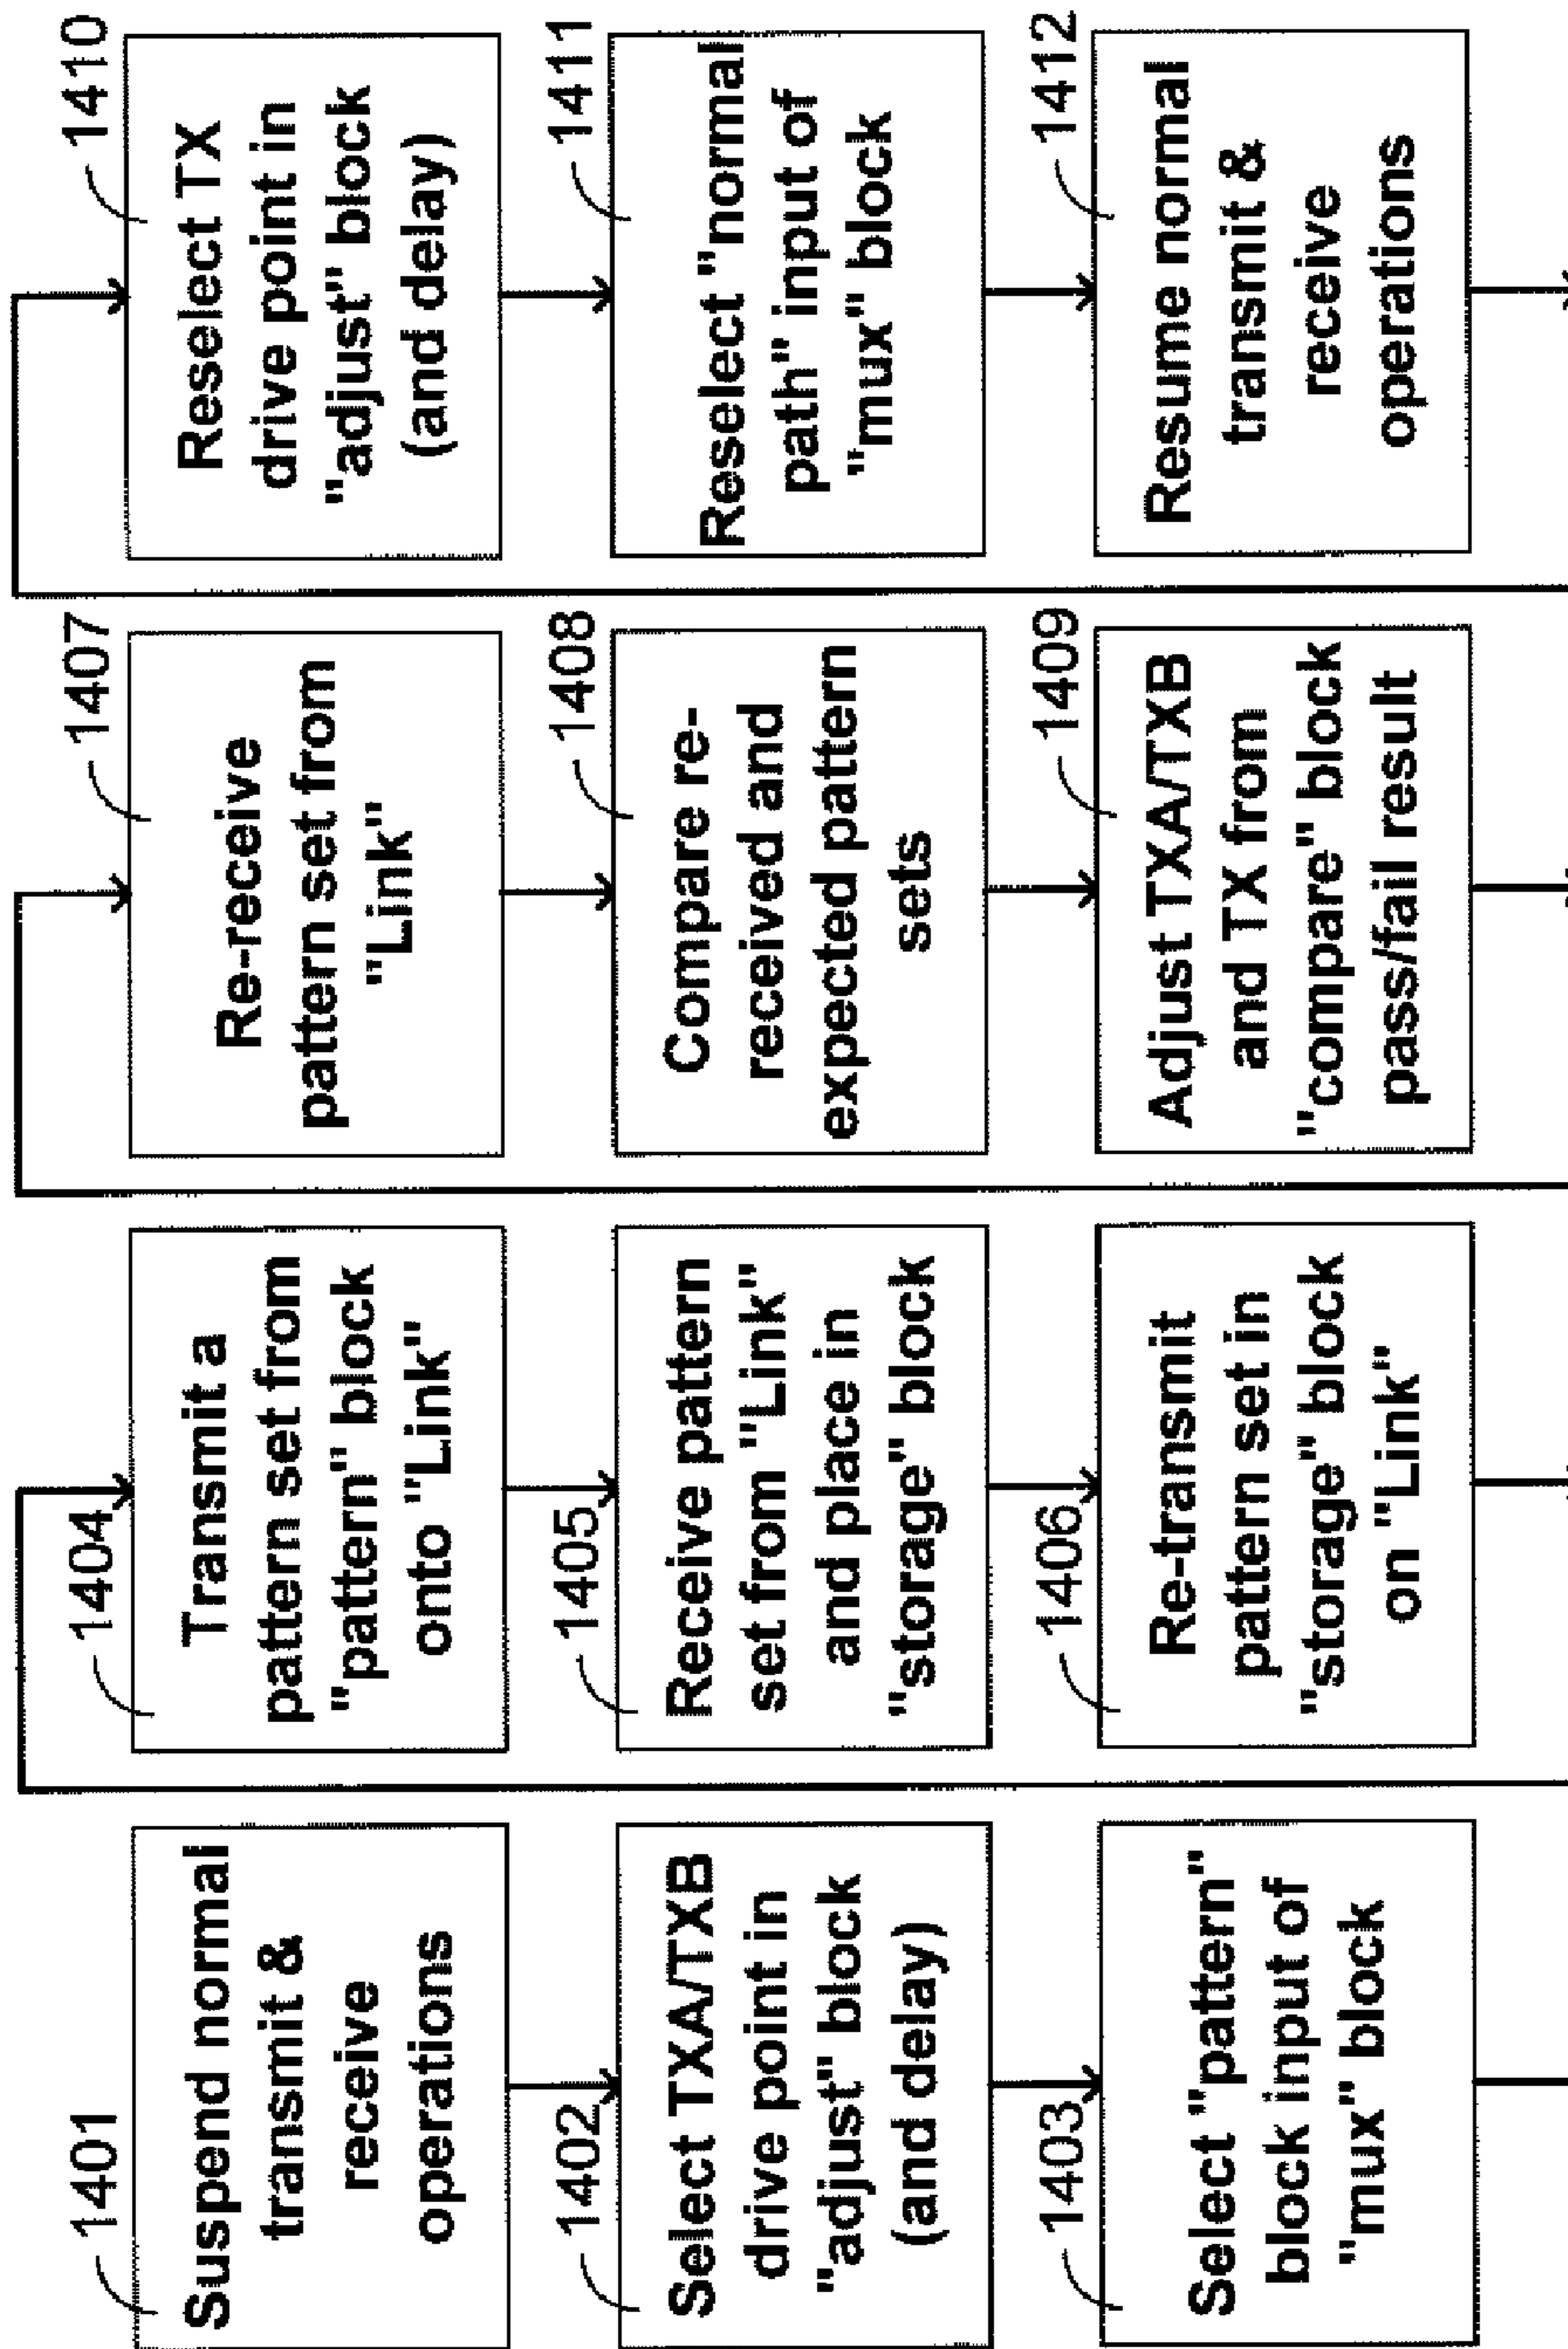 1401
Suspend normal
transmit &
receive
operations
1402
Select TXA/TXB
drive point in
"adjust" block
(and delay)
1403
Select "pattern"
block input of
"mux" block
1404
Transmit a
pattern set from
"pattern" block
onto "Link"
1405
Receive pattern
set from "Link"
and place in
"storage" block
1406
Re-transmit
pattern set in
"storage" block
on "Link"
1407
Re-receive
pattern set from
"Link"
1408
Compare re-
received and
expected pattern
sets
1409
Adjust TXA/TXB
and TX from
"compare" block
pass/fail result
1410
Reselect TX
drive point in
"adjust" block
(and delay)
1411
Reselect "normal
path" input of
"mux" block
1412
Resume normal
transmit &
receive
operations